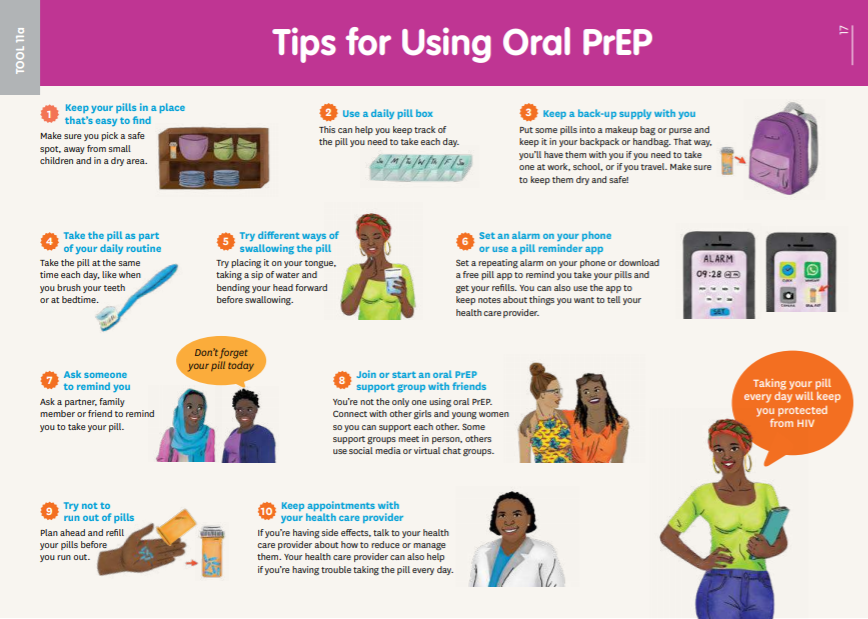 TOOL 11a
Tips for Using Oral PrEP
17
1 Keep your pills in a place
that's easy to find
Make sure you pick a safe
spot, away from small
children and in a dry area.
2 Use a daily pill box
This can help you keep track of
the pill you need to take each day.
3 Keep a back-up supply with you
Put some pills into a makeup bag or purse and
keep it in your backpack or handbag. That way,
you'll have them with you if you need to take
one at work, school, or if you travel. Make sure
to keep them dry and safe!
4 Take the pill as part
of your daily routine
Take the pill at the same
time each day, like when
you brush your teeth
or at bedtime.
5 Try different ways of
swallowing the pill
Try placing it on your tongue,
taking a sip of water and
bending your head forward
before swallowing.
6 Set an alarm on your phone
or use a pill reminder app
Set a repeating alarm on your phone or download
a free pill app to remind you take your pills and
get your refills. You can also use the app to
keep notes about things you want to tell your
health care provider.
ALARM
09:28
SET
7 Ask someone
to remind you
Ask a partner, family
member or friend to remind
you to take your pill.
Don't forget
your pill today
8 Join or start an oral PrEP
support group with friends
You're not the only one using oral PrEP.
Connect with other girls and young women
so you can support each other. Some
support groups meet in person, others
use social media or virtual chat groups.
Taking your pill
every day will keep
you protected
from HIV
9 Try not to
run out of pills
Plan ahead and refill
your pills before
you run out.
10 Keep appointments with
your health care provider
If you're having side effects, talk to your health
care provider about how to reduce or manage
them. Your health care provider can also help
if you're having trouble taking the pill every day.